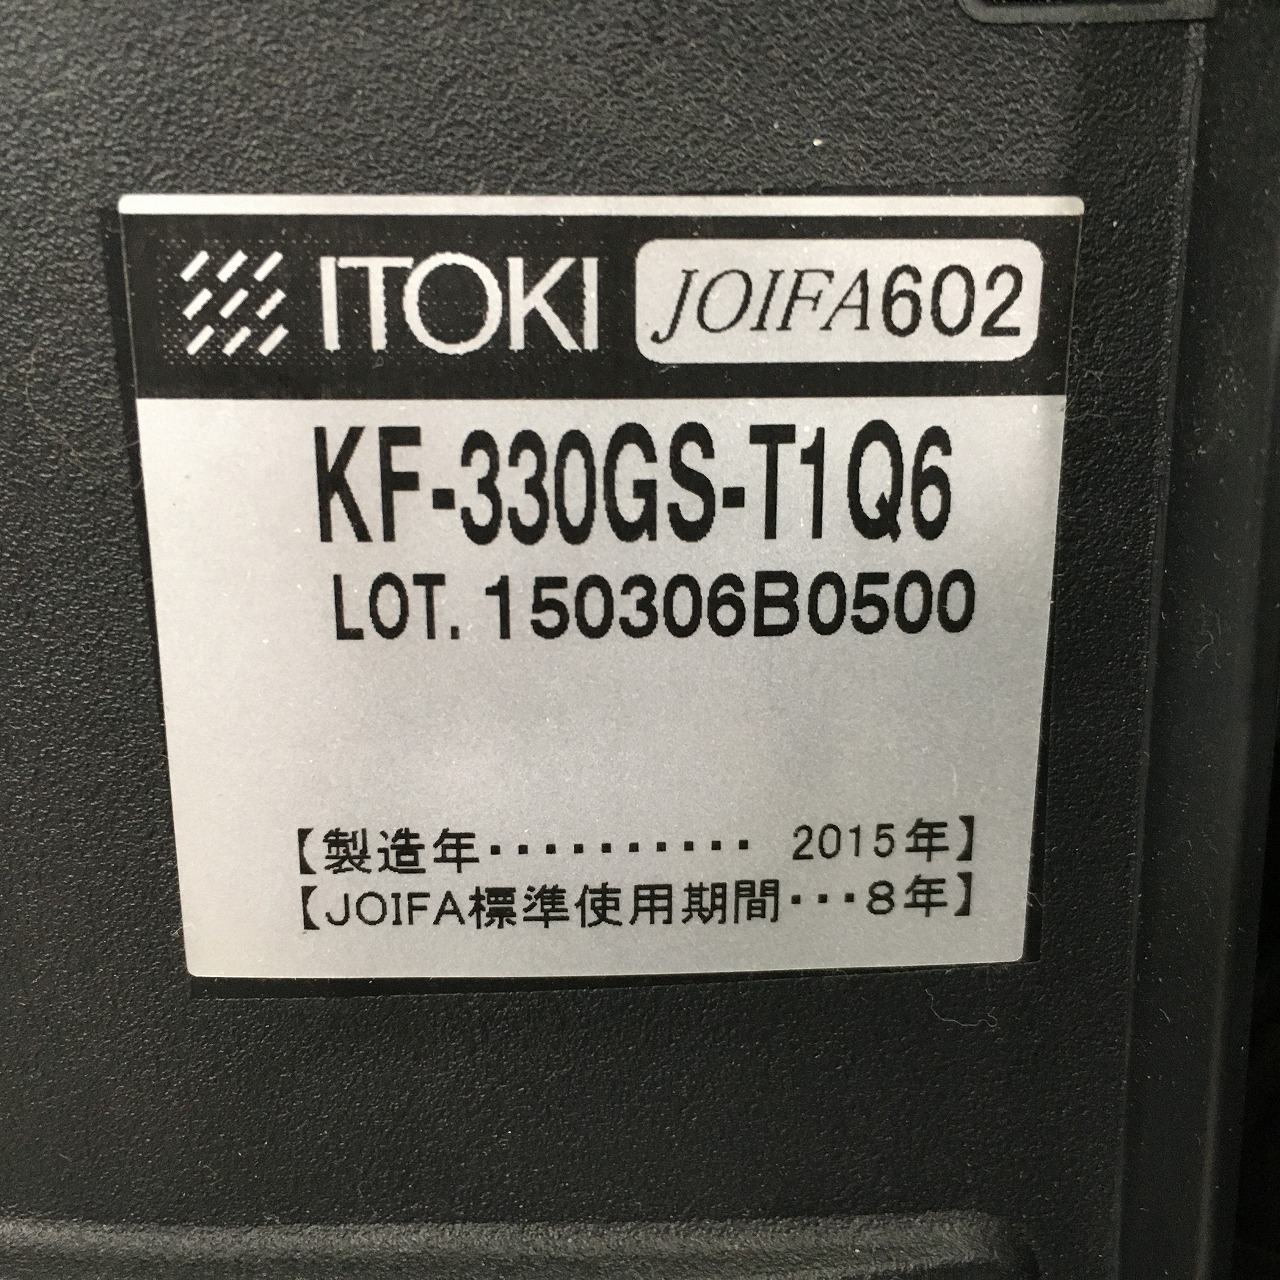 ITOKI JOIFA602
KF-330GS-T1Q6
LOT. 150306B0500
【製造年・・・・・・・・・・ 2015年】
【JOIFA標準使用期間・・・8年】